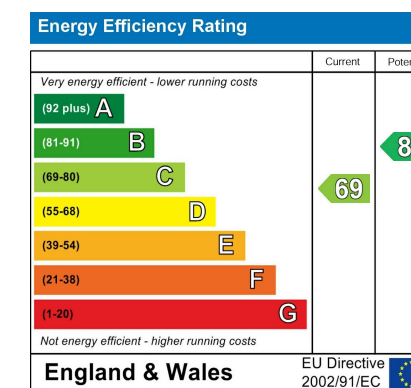 Energy Efficiency Rating
Current
Very energy efficient - lower running costs
(92 plus) A
(81-91) B
(69-80) C
69
(55-68) D
(39-54) E
(21-38) F
(1-20) G
Not energy efficient - higher running costs
England & Wales
EU Directive
2002/91/EC